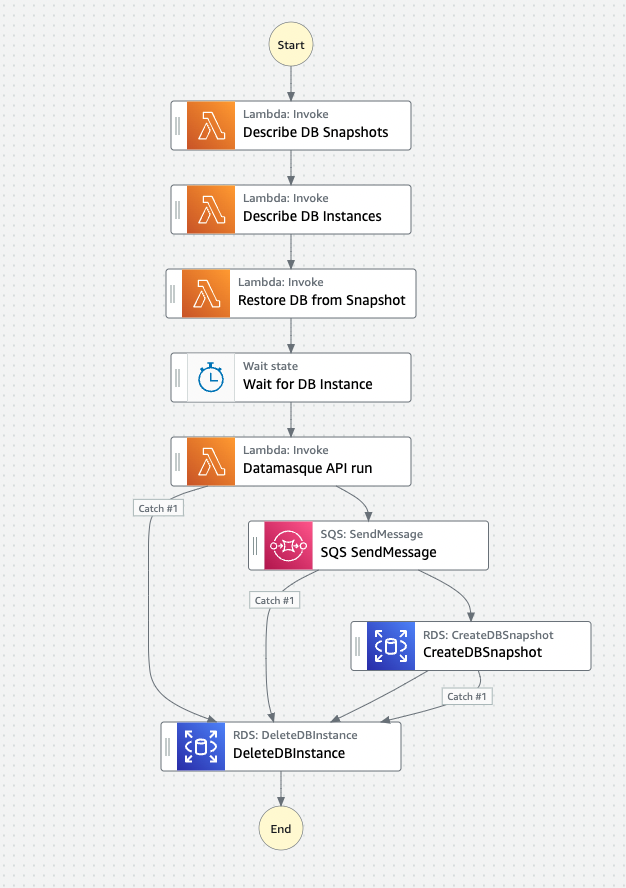 Start
Lambda: Invoke
Describe DB Snapshots
Lambda: Invoke
Describe DB Instances
Lambda: Invoke
Restore DB from Snapshot
Wait state
Wait for DB Instance
Lambda: Invoke
Datamasque API run
Catch #1
SQS: SendMessage
SQS SendMessage
Catch #1
RDS: CreateDBSnapshot
CreateDBSnapshot
Catch #1
RDS: DeleteDBInstance
DeleteDBInstance
End